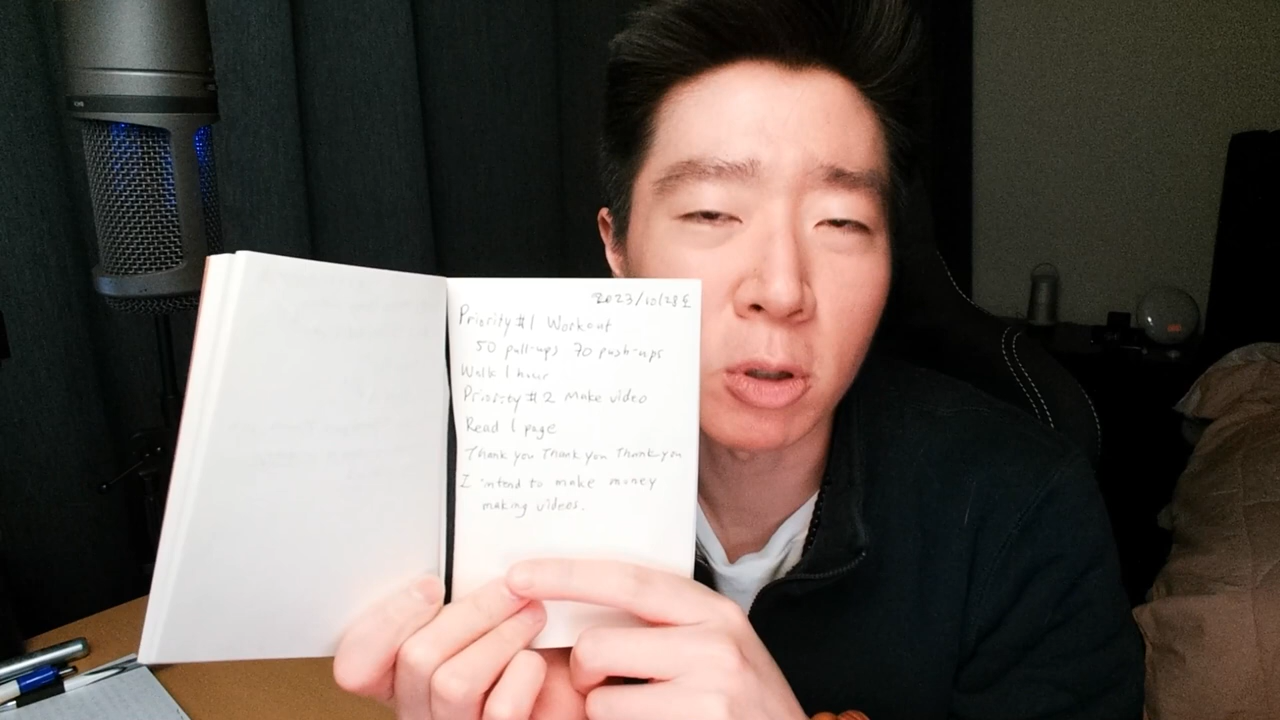 2023/10/28 토
Priority #1 Workout
50 pull-ups 70 push-ups
Walk 1 hour
Priority #2 Make video
Read 1 page
Thank you Thank you Thank you
I intend to make money
making videos.